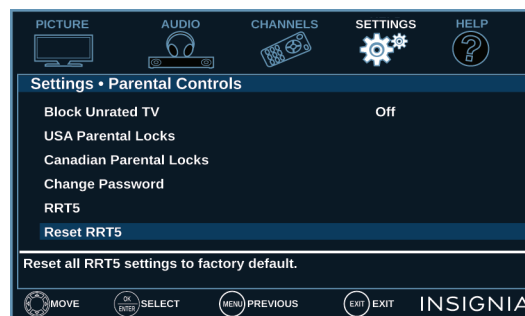 PICTURE AUDIO CHANNELS SETTINGS HELP
?
Settings • Parental Controls
Block Unrated TV Off
USA Parental Locks
Canadian Parental Locks
Change Password
RRT5
Reset RRT5
Reset all RRT5 settings to factory default.
MOVE OK ENTER SELECT MENU PREVIOUS EXIT EXIT INSIGNIA